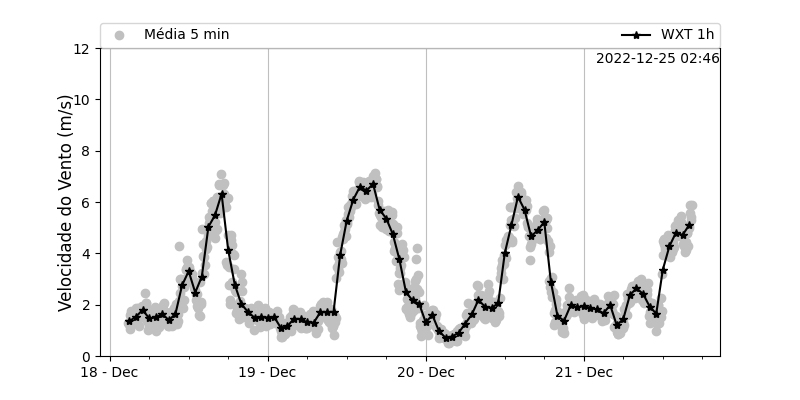 Média 5 min
WXT 1h
2022-12-25 02:46
Velocidade do Vento (m/s)
12
10
8
6
4
2
0
18 - Dec
19 - Dec
20 - Dec
21 - Dec